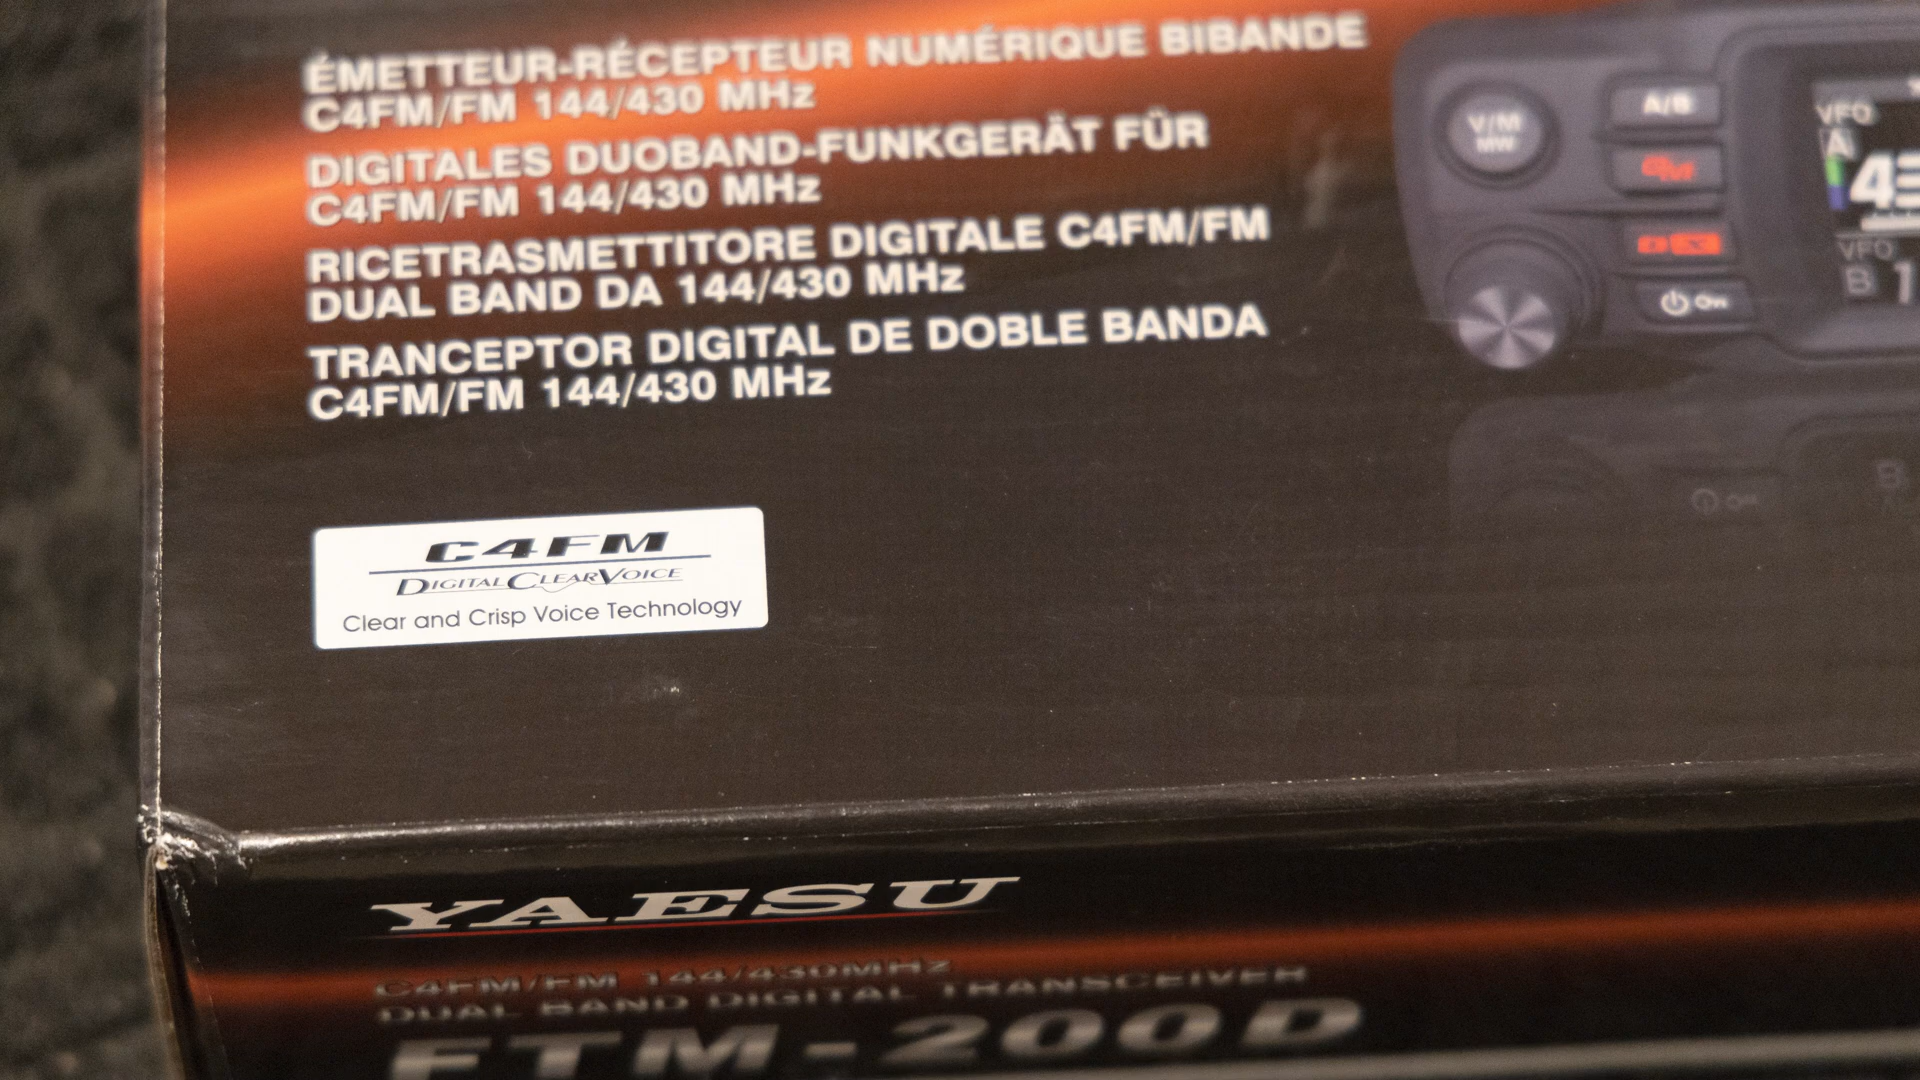 ÉMETTEUR-RÉCEPTEUR NUMÉRIQUE BIBANDE
C4FM/FM 144/430 MHz
DIGITALES DUOBAND-FUNKGERÄT FÜR
C4FM/FM 144/430 MHz
RICETRASMETTITORE DIGITALE C4FM/FM
DUAL BAND DA 144/430 MHz
TRANCEPTOR DIGITAL DE DOBLE BANDA
C4FM/FM 144/430 MHz
V/M
MW
A/B
VFO
A
43
VFO
B 1
C4FM
DIGITAL CLEAR VOICE
Clear and Crisp Voice Technology
YAESU
C4FM/FM 144/430MHz
DUAL BAND DIGITAL TRANSCEIVER
FTM-200D